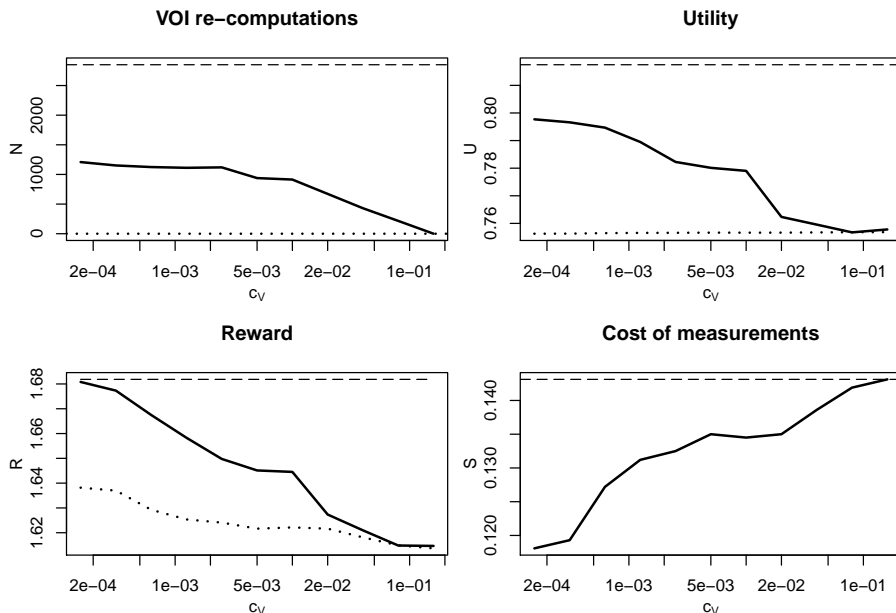 VOI re−computations
N
0
1000
2000
2e−04
1e−03
5e−03
2e−02
1e−01
cV
Utility
U
0.76
0.78
0.80
2e−04
1e−03
5e−03
2e−02
1e−01
cV
Reward
R
1.62
1.64
1.66
1.68
2e−04
1e−03
5e−03
2e−02
1e−01
cV
Cost of measurements
S
0.120
0.130
0.140
2e−04
1e−03
5e−03
2e−02
1e−01
cV